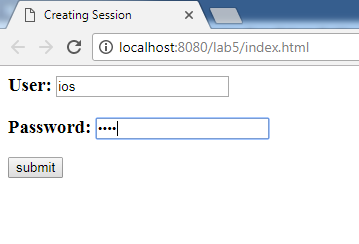 Creating Session
localhost:8080/lab5/index.html
User: ios
Password: ••••
submit